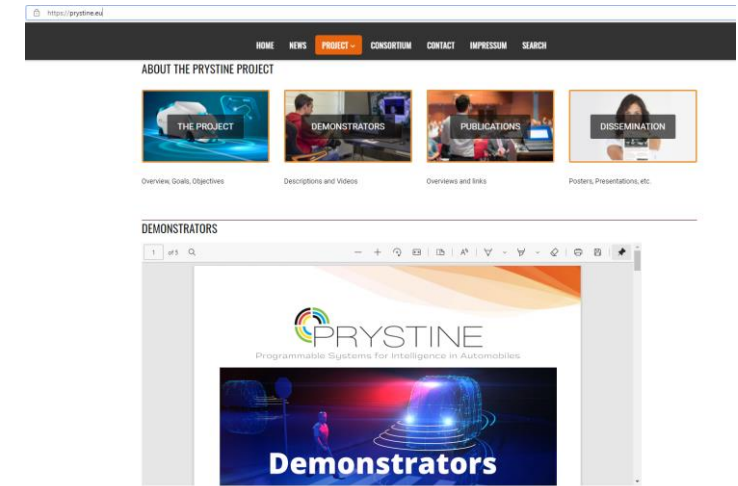 https://prystine.eu
HOME NEWS PROJECT CONSORTIUM CONTACT IMPRESSUM SEARCH
ABOUT THE PRYSTINE PROJECT
THE PROJECT DEMONSTRATORS PUBLICATIONS DISSEMINATION
Overview, Goals, Objectives Descriptions and Videos Overviews and links Posters, Presentations, etc.
DEMONSTRATORS
1 of 5
PRYSTINE
Programmable Systems for Intelligence in Automobiles
Demonstrators